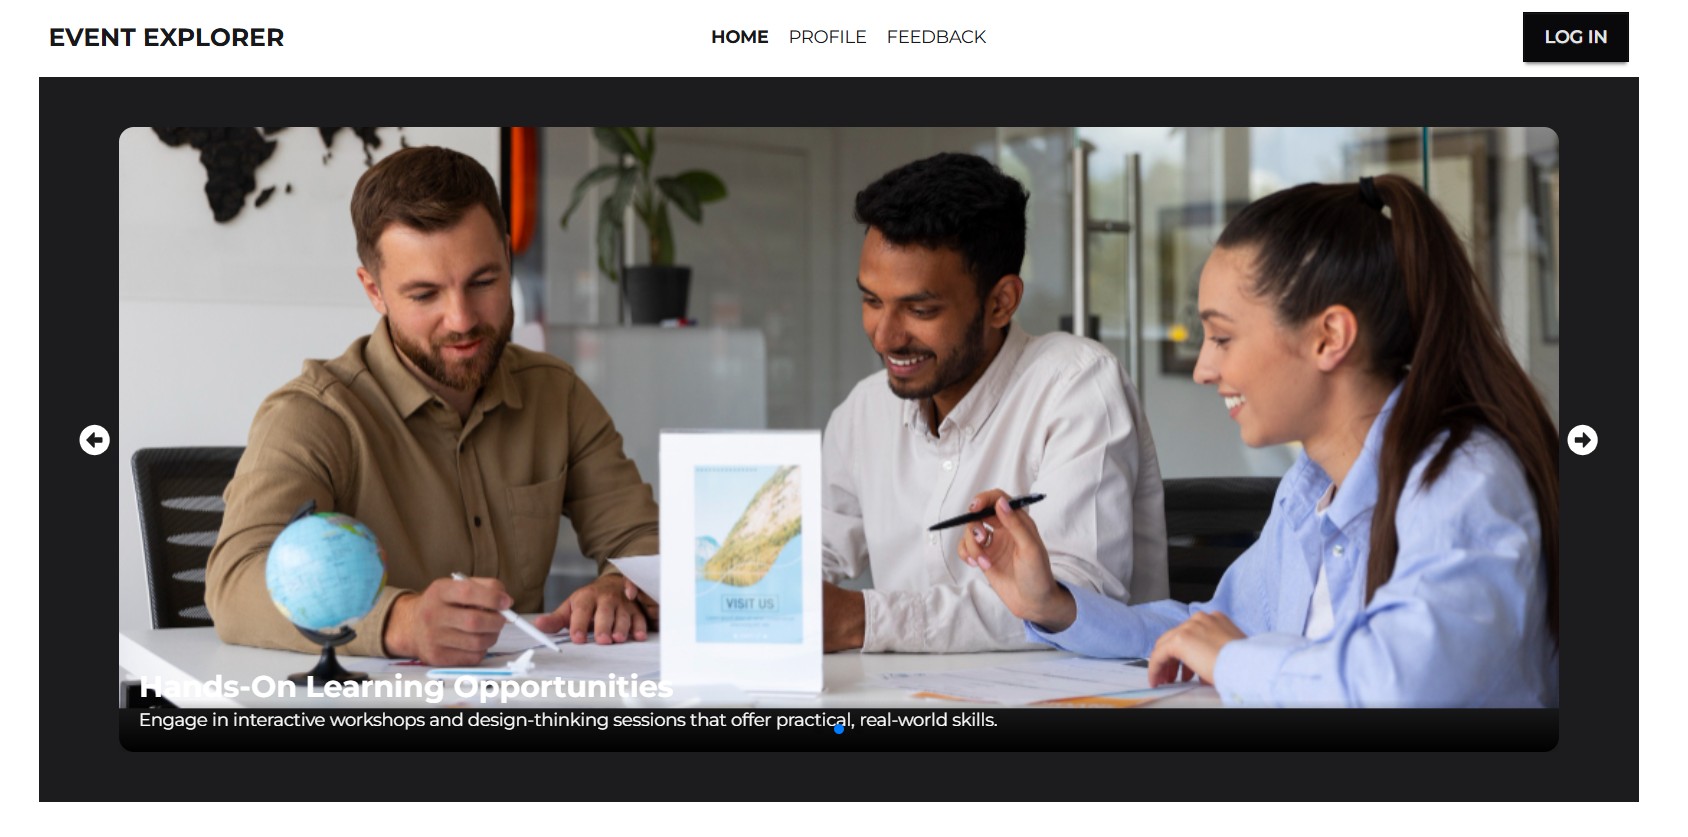 EVENT EXPLORER
HOME PROFILE FEEDBACK
LOG IN
VISIT US
Hands-On Learning Opportunities
Engage in interactive workshops and design-thinking sessions that offer practical, real-world skills.